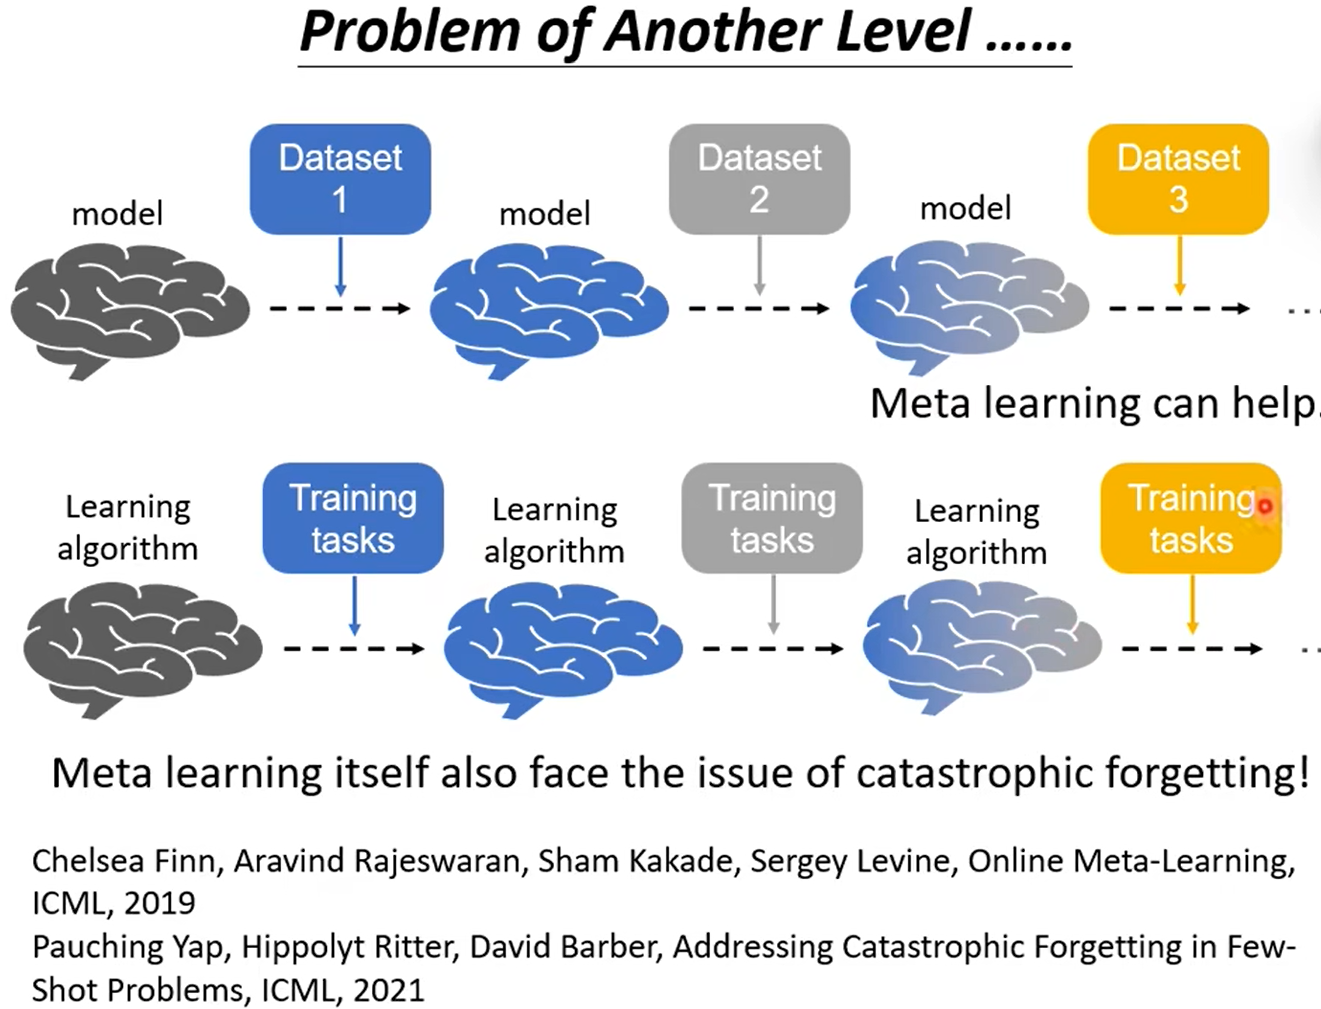 Problem of Another Level ……
Dataset
1
Dataset
2
Dataset
3
model
model
model
Meta learning can help.
Learning
algorithm
Training
tasks
Learning
algorithm
Training
tasks
Learning
algorithm
Training
tasks
Meta learning itself also face the issue of catastrophic forgetting!
Chelsea Finn, Aravind Rajeswaran, Sham Kakade, Sergey Levine, Online Meta-Learning,
ICML, 2019
Pauching Yap, Hippolyt Ritter, David Barber, Addressing Catastrophic Forgetting in Few-
Shot Problems, ICML, 2021